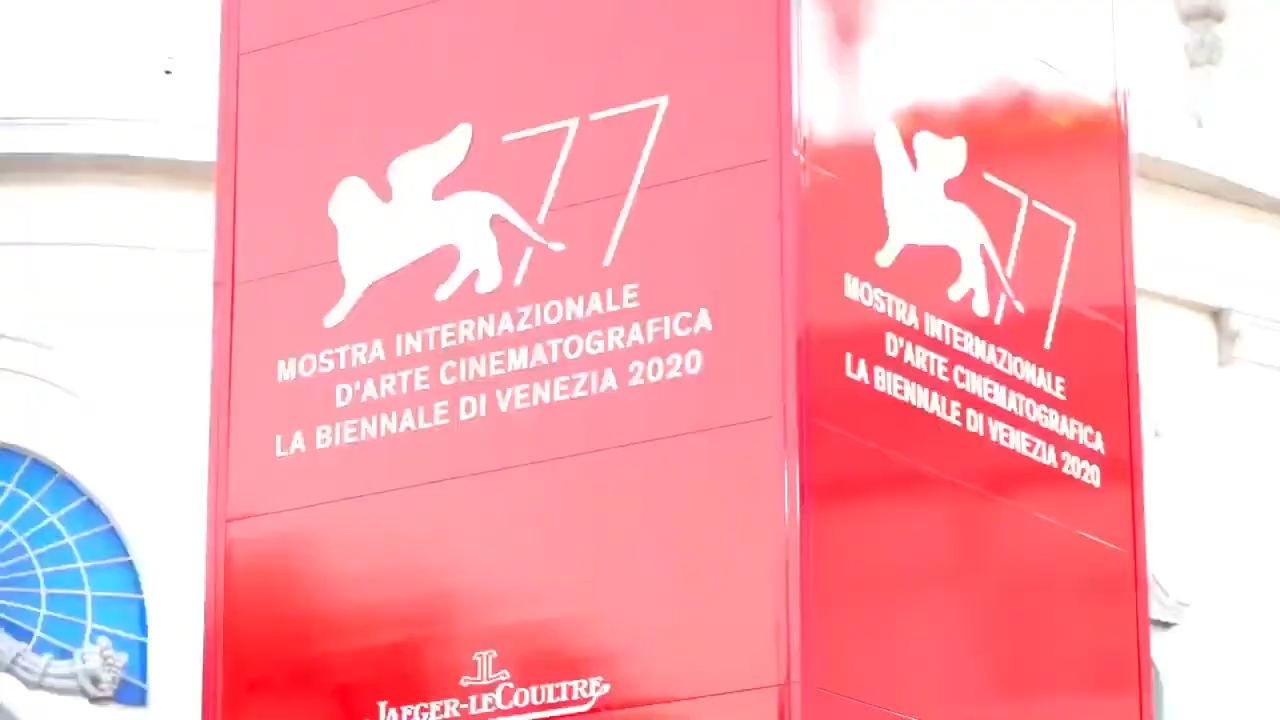 77
MOSTRA INTERNAZIONALE
D'ARTE CINEMATOGRAFICA
LA BIENNALE DI VENEZIA 2020
JL
JAEGER-LECOULTRE
77
MOSTRA INTERNAZIONALE
D'ARTE CINEMATOGRAFICA
LA BIENNALE DI VENEZIA 2020